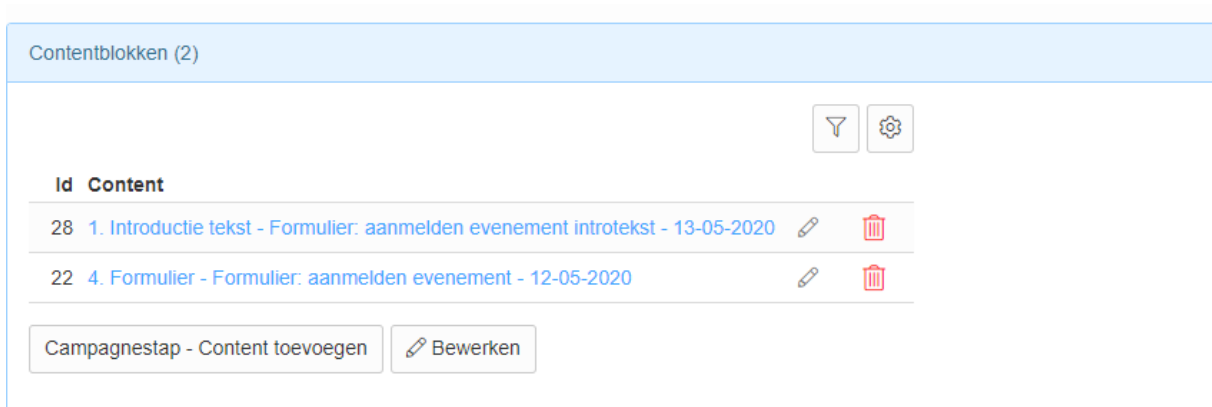 Contentblokken (2)
Id Content
28 1. Introductie tekst - Formulier: aanmelden evenement introtekst - 13-05-2020
22 4. Formulier - Formulier: aanmelden evenement - 12-05-2020
Campagnestap - Content toevoegen Bewerken